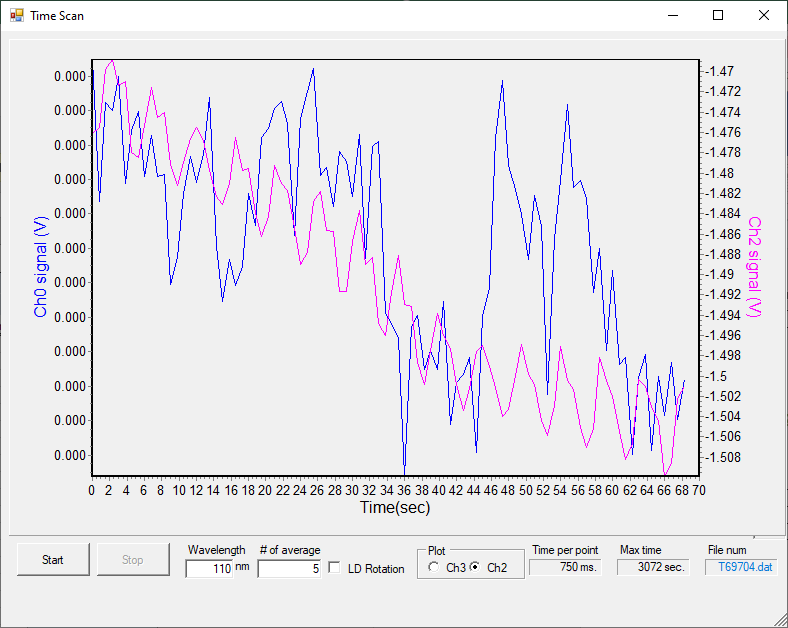 Time Scan
0.000
0.000
0.000
0.000
0.000
0.000
0.000
0.000
0.000
0.000
0.000
0.000
Ch0 signal (V)
-1.47
-1.472
-1.474
-1.476
-1.478
-1.48
-1.482
-1.484
-1.486
-1.488
-1.49
-1.492
-1.494
-1.496
-1.498
-1.5
-1.502
-1.504
-1.506
-1.508
Ch2 signal (V)
0 2 4 6 8 10 12 14 16 18 20 22 24 26 28 30 32 34 36 38 40 42 44 46 48 50 52 54 56 58 60 62 64 66 68 70
Time(sec)
Start
Stop
Wavelength
110 nm
# of average
5
LD Rotation
Plot
Ch3 Ch2
Time per point
750 ms.
Max time
3072 sec.
File num
T69704.dat